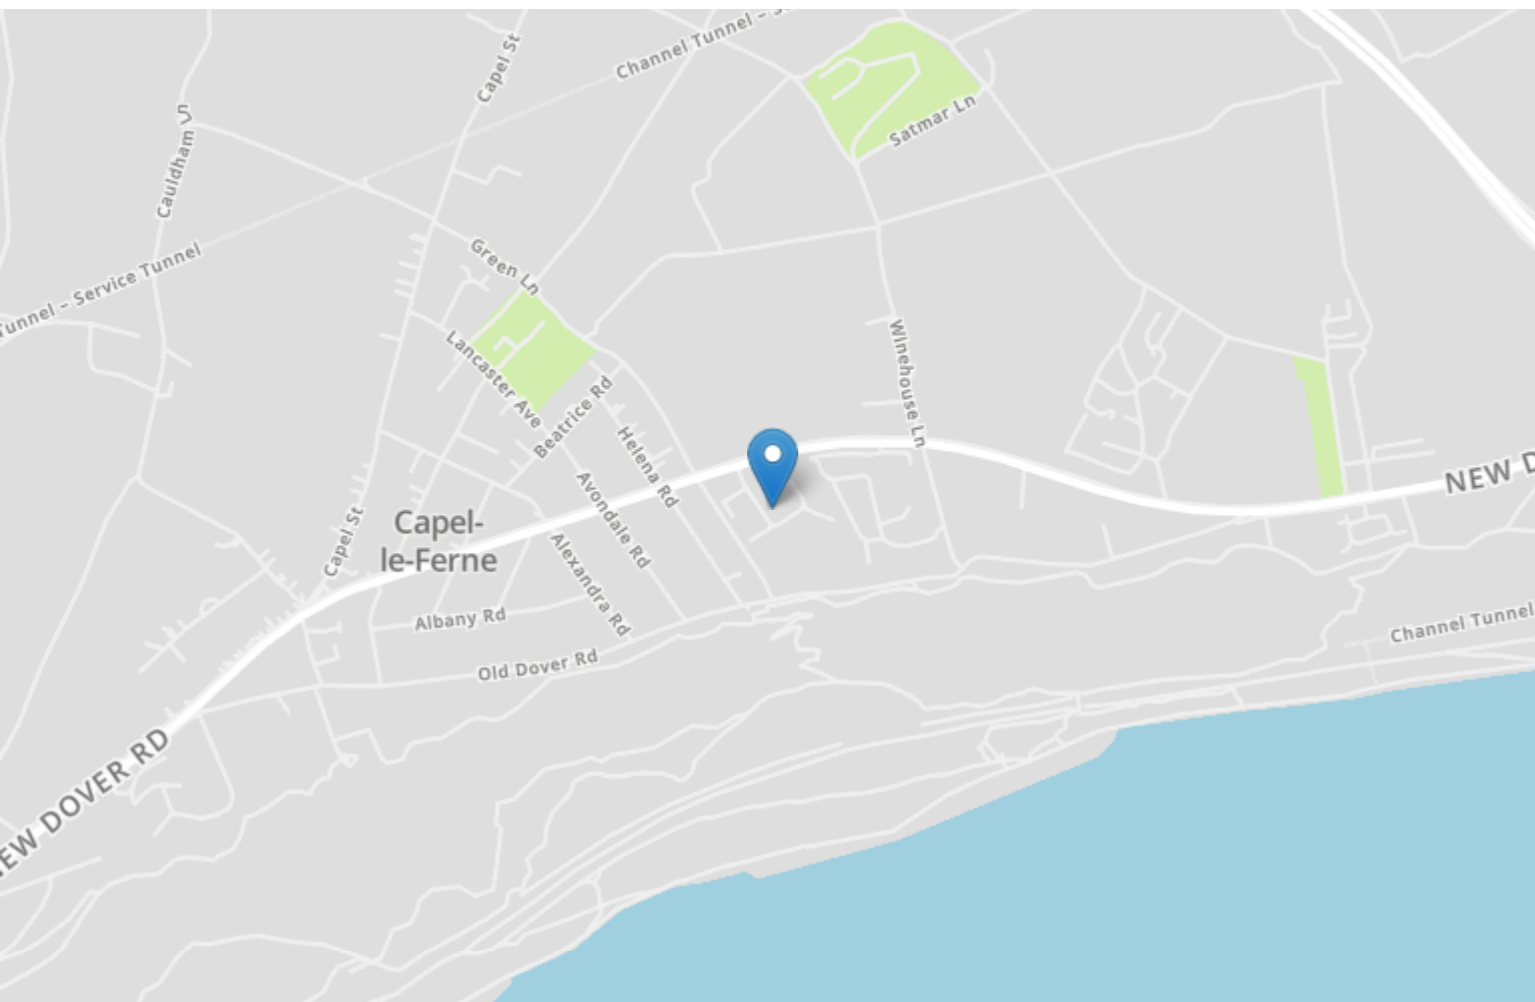 Channel Tunnel – S
Capel St
Satmar Ln
Cauldham
Tunnel – Service Tunnel
Green Ln
Winehouse Ln
Lancaster Ave
Beatrice Rd
Helena Rd
NEW D
Avondale Rd
Capel-
le-Ferne
Capel St
Alexandra Rd
Albany Rd
Channel Tunnel
Old Dover Rd
NEW DOVER RD